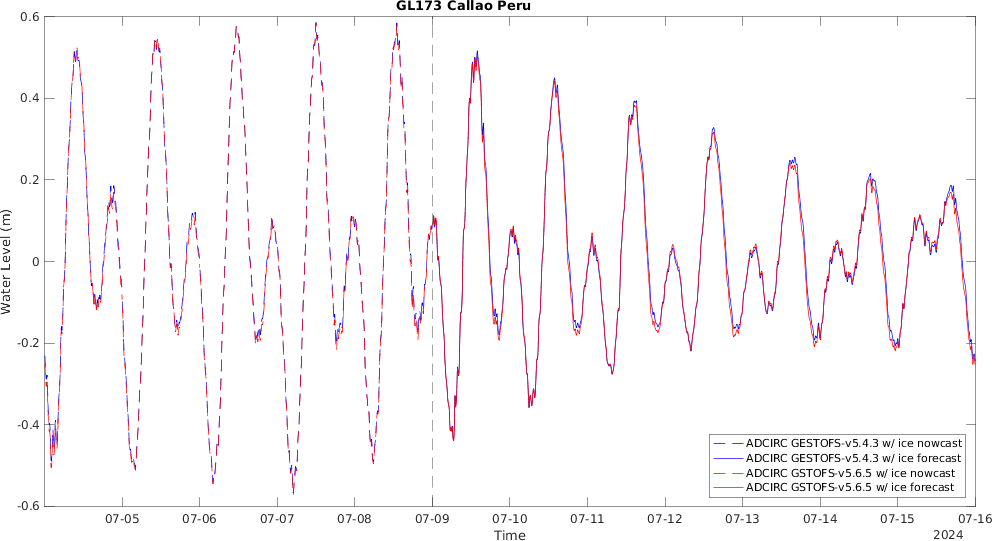 GL173 Callao Peru
0.6
0.4
0.2
0
-0.2
-0.4
-0.6
Water Level (m)
ADCIRC GESTOFS-v5.4.3 w/ ice nowcast
ADCIRC GESTOFS-v5.4.3 w/ ice forecast
ADCIRC GSTOFS-v5.6.5 w/ ice nowcast
ADCIRC GSTOFS-v5.6.5 w/ ice forecast
07-05 07-06 07-07 07-08 07-09 07-10 07-11 07-12 07-13 07-14 07-15 07-16
Time
2024